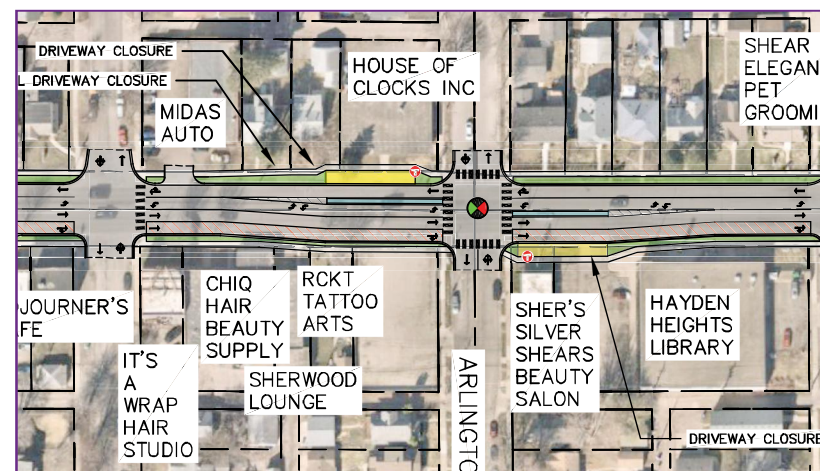 DRIVEWAY CLOSURE
L DRIVEWAY CLOSURE
MIDAS
AUTO
HOUSE OF
CLOCKS INC
SHEAR
ELEGAN
PET
GROOMI
T
T
JOURNER'S
FE
IT'S
A
WRAP
HAIR
STUDIO
CHIQ
HAIR
BEAUTY
SUPPLY
RCKT
TATTOO
ARTS
SHERWOOD
LOUNGE
ARLINGTO
SHER'S
SILVER
SHEARS
BEAUTY
SALON
HAYDEN
HEIGHTS
LIBRARY
DRIVEWAY CLOSURE